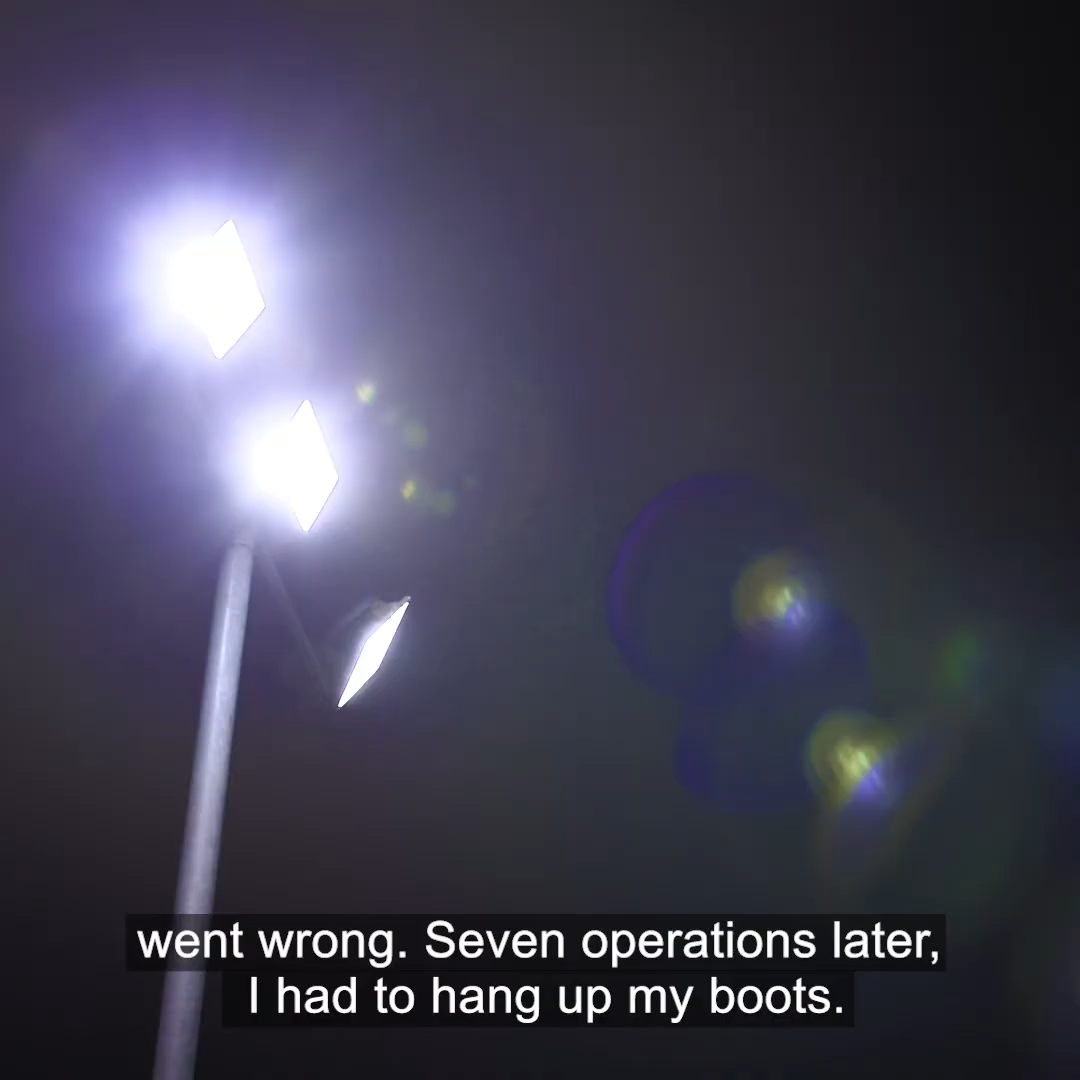 went wrong. Seven operations later,
I had to hang up my boots.